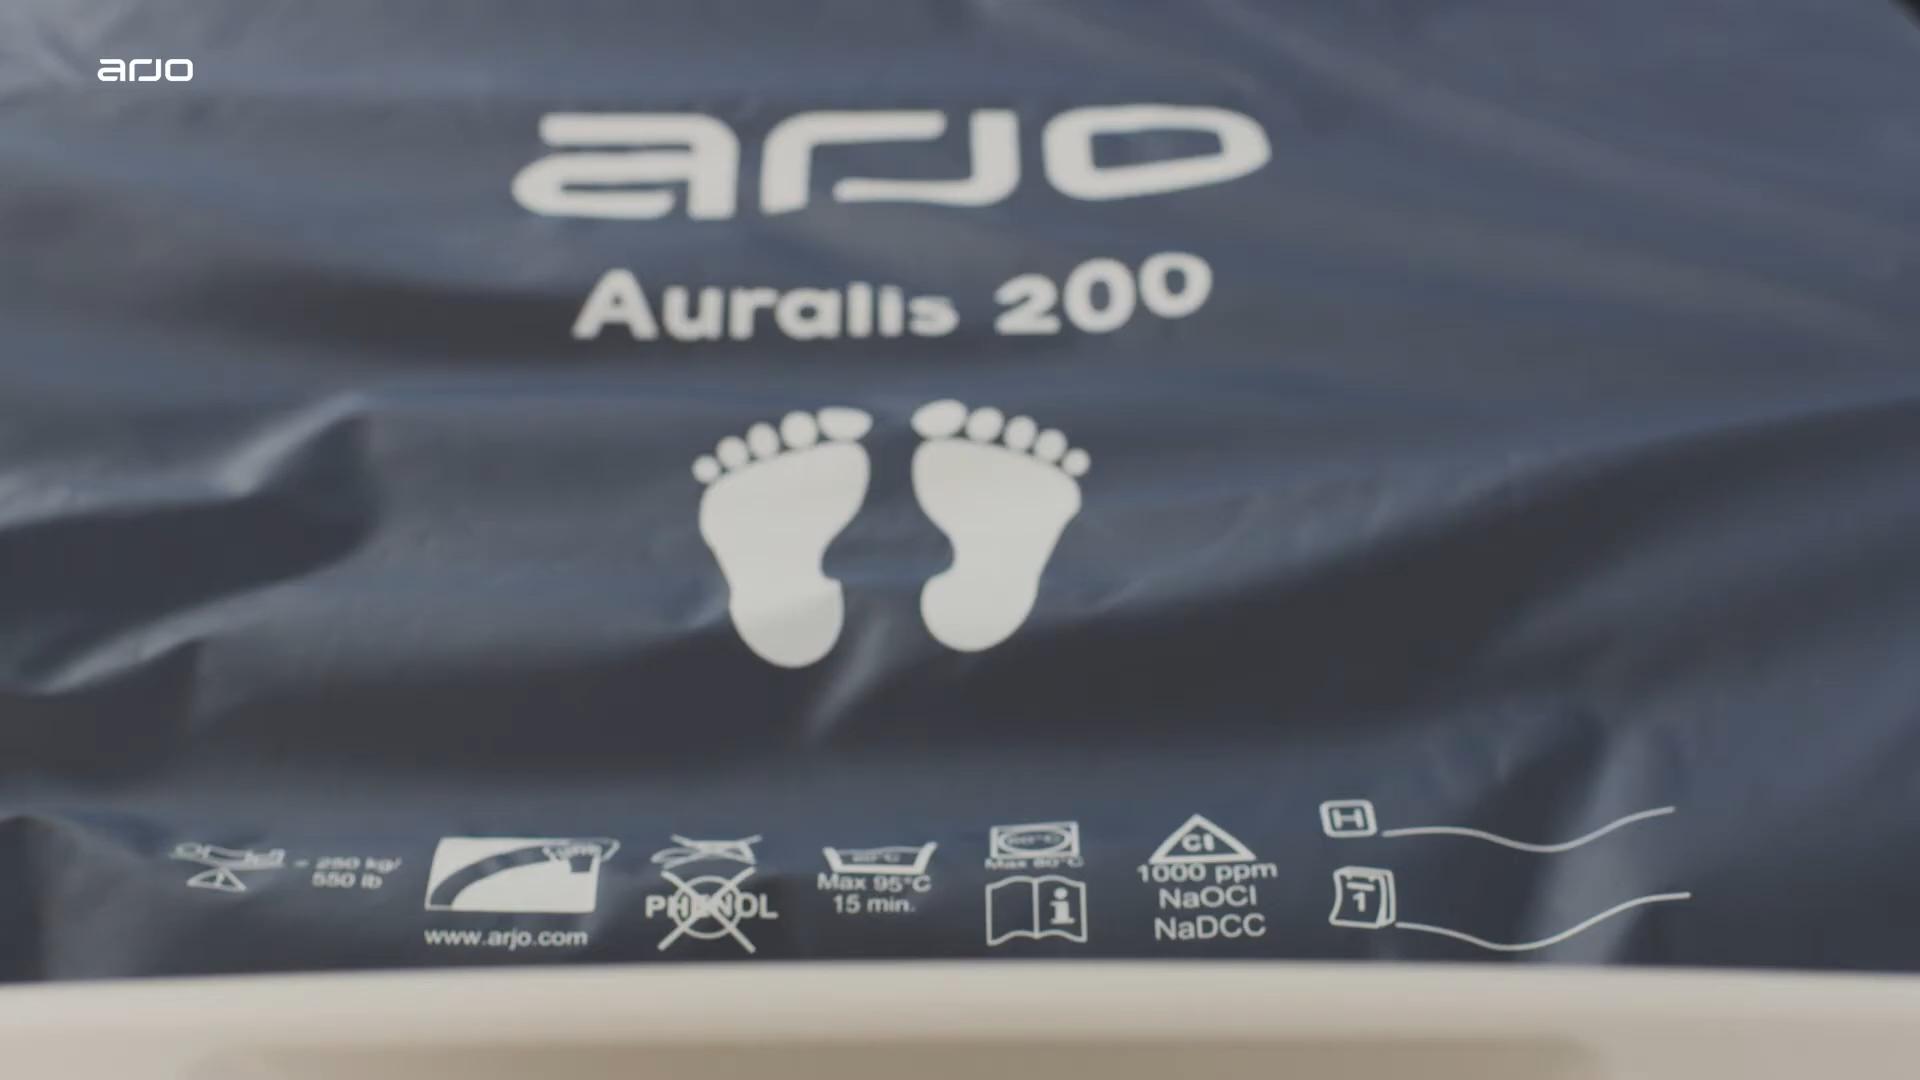 arjo
arjo
Auralis 200
= 250 kg/
550 lb
www.arjo.com
PHENOL
Max 95°C
15 min.
Max 80°C
i
Cl
1000 ppm
NaOCl
NaDCC
H
1